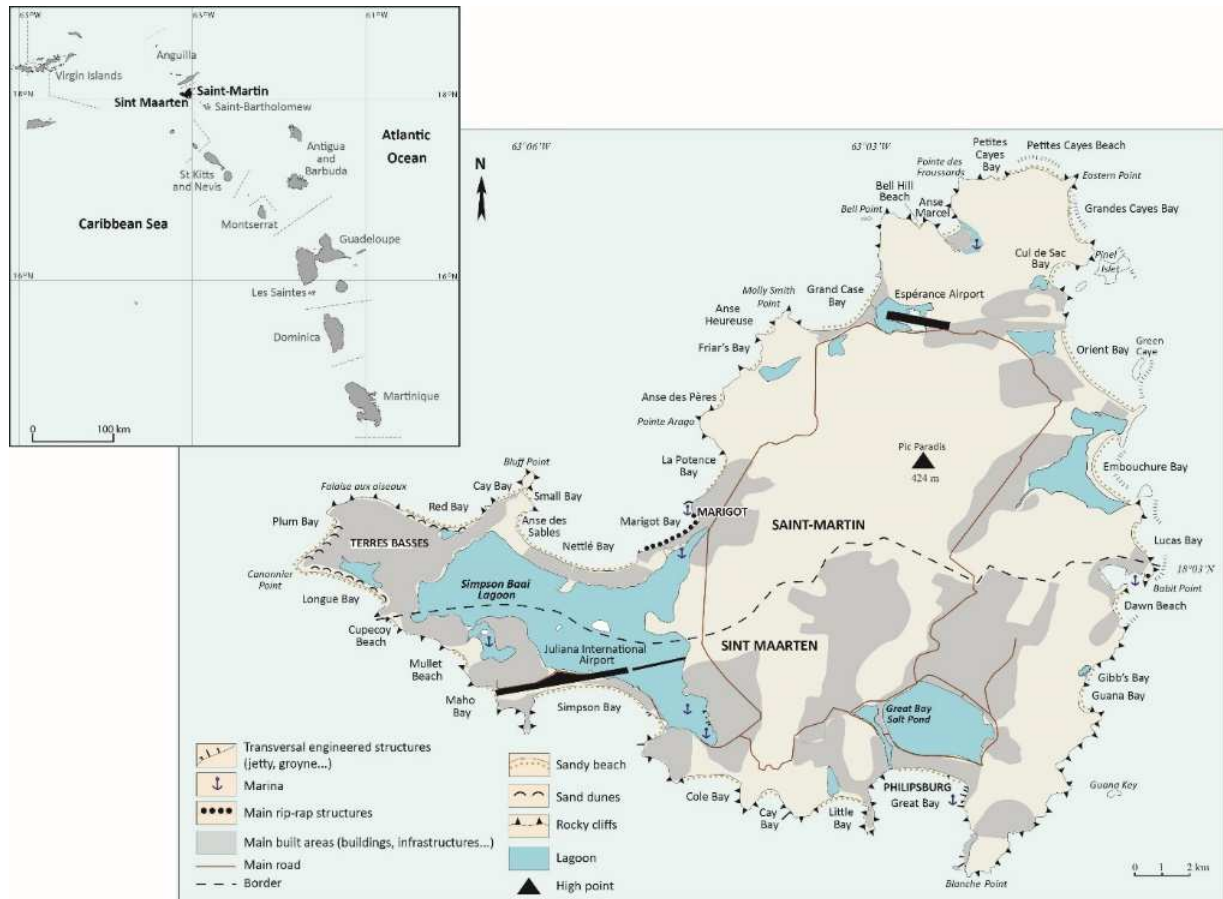 63°W
63°W
61°W
Anguilla
Virgin Islands
Saint-Martin
18°N
18°N
Sint Maarten
Saint-Bartholomew
Atlantic
Ocean
Antigua
and
Barbuda
St Kitts
and Nevis
Montserrat
Caribbean Sea
Guadeloupe
16°N
16°N
Les Saintes
Dominica
Martinique
0
100 km
N
63°06'W
63°03'W
Petites
Cayes
Bay
Petites Cayes Beach
Pointe des
Froussards
Eastern Point
Bell Hill
Beach
Anse
Marcel
Bell Point
Grandes Cayes Bay
Cul de Sac
Bay
Pinel
Islet
Molly Smith
Point
Grand Case
Bay
Espérance Airport
Anse
Heureuse
Friar's Bay
Orient Bay
Green
Caye
Anse des Pères
Pointe Arago
Pic Paradis
424 m
La Potence
Bay
Embouchure Bay
Bluff Point
Falaise aux oiseaux
Cay Bay
Small Bay
Red Bay
Plum Bay
Anse des
Sables
Marigot Bay
MARIGOT
SAINT-MARTIN
TERRES BASSES
Nettlé Bay
Lucas Bay
Canonnier
Point
Simpson Baai
Lagoon
18°03'N
Babit Point
Longue Bay
Dawn Beach
Cupecoy
Beach
Juliana International
Airport
SINT MAARTEN
Mullet
Beach
Gibb's Bay
Guana Bay
Maho
Bay
Simpson Bay
Great Bay
Salt Pond
PHILIPSBURG
Great Bay
Guana Key
Cole Bay
Cay
Bay
Little
Bay
Blanche Point
0 1 2 km
Transversal engineered structures
(jetty, groyne...)
Marina
Main rip-rap structures
Main built areas (buildings, infrastructures...)
Main road
Border
Sandy beach
Sand dunes
Rocky cliffs
Lagoon
High point